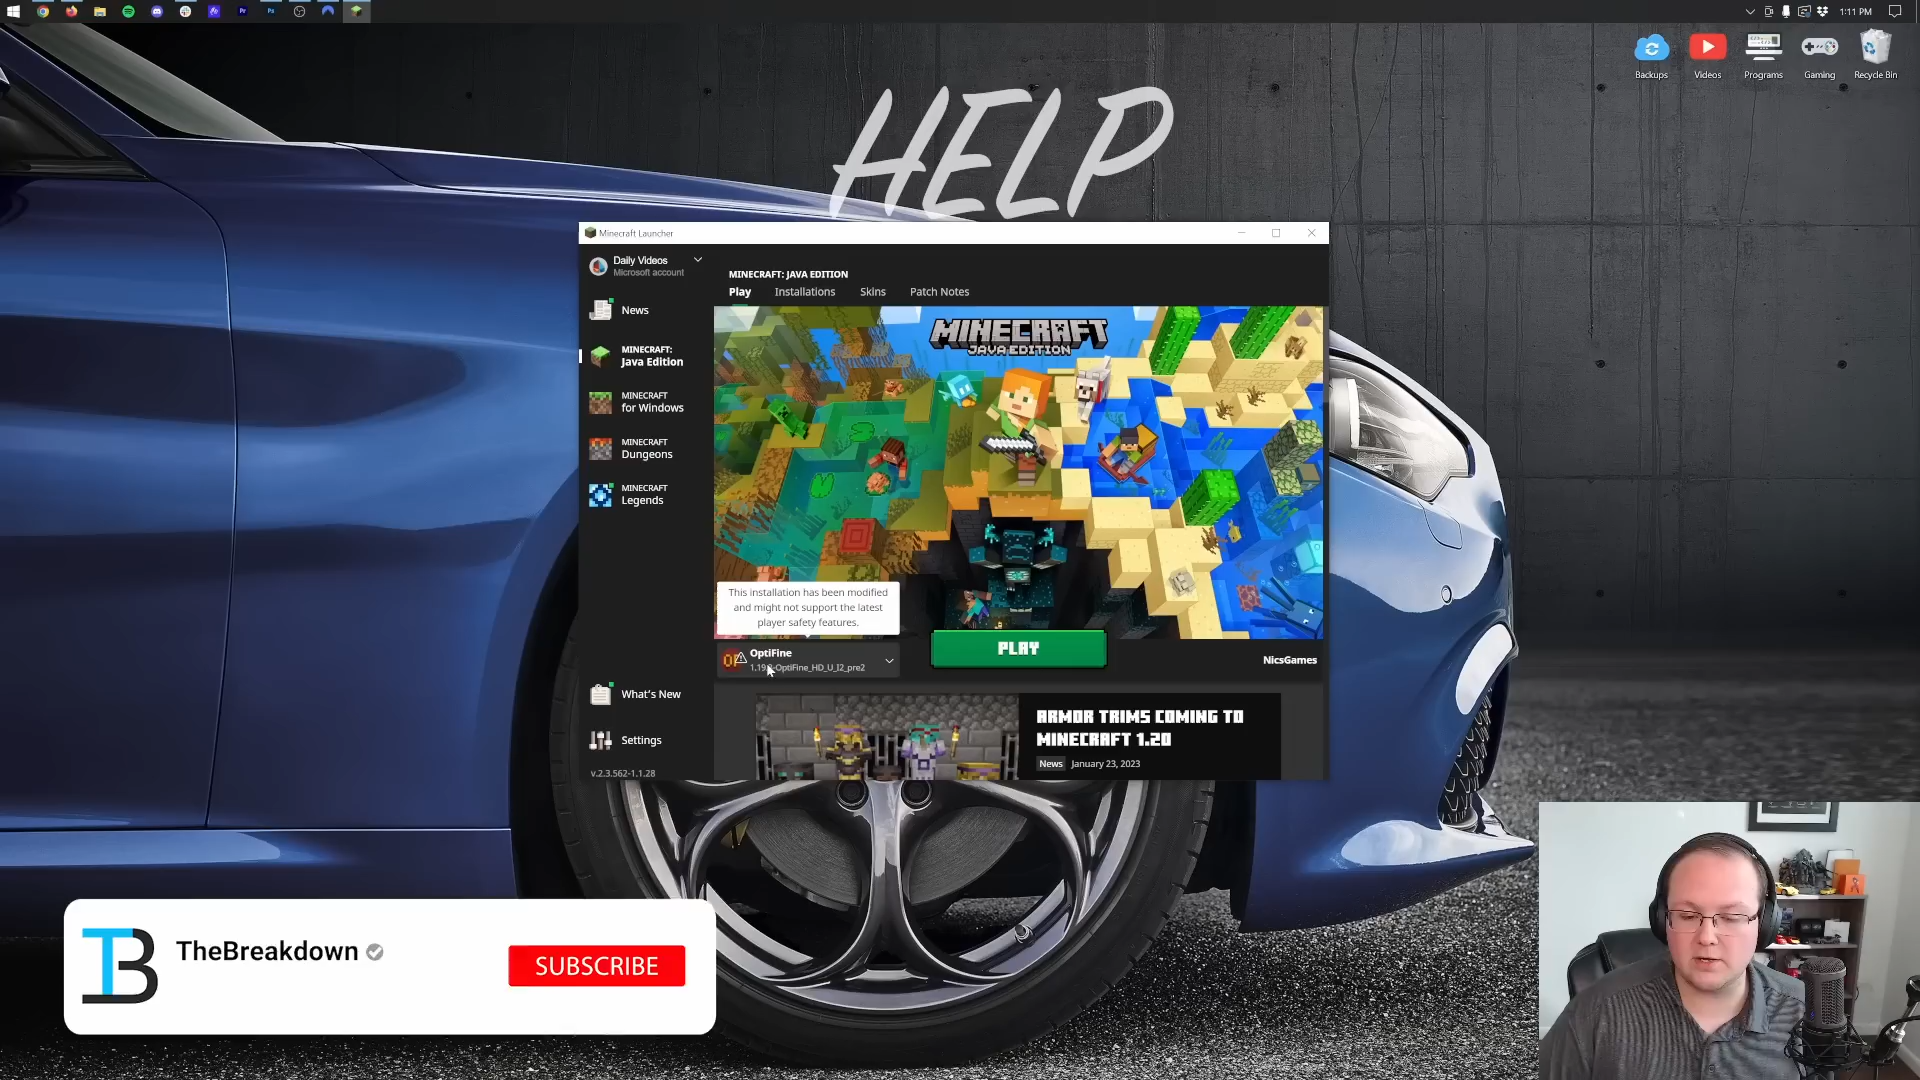 1:11 PM
Backups
Videos
Programs
Gaming
Recycle Bin
HELP
Minecraft Launcher
Daily Videos
Microsoft account
MINECRAFT: JAVA EDITION
Play
Installations
Skins
Patch Notes
News
MINECRAFT:
Java Edition
MINECRAFT
for Windows
MINECRAFT
Dungeons
MINECRAFT
Legends
MINECRAFT
JAVA EDITION
This installation has been modified
and might not support the latest
player safety features.
OptiFine
PLAY
NicsGames
What's New
Settings
v.2.3.562-1.1.28
ARMOR TRIMS COMING TO
MINECRAFT 1.20
News
January 23, 2023
TheBreakdown
SUBSCRIBE